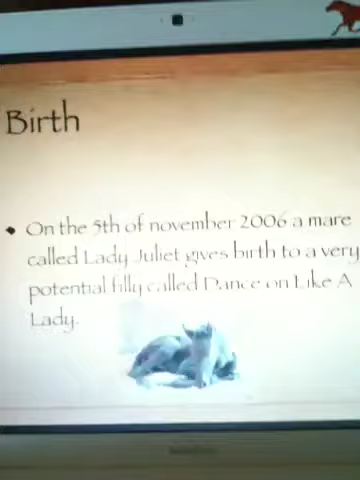 Birth
• On the 5th of november 2006 a mare
called Lady Juliet gives birth to a very
potential filly called Dance on Like A
Lady.